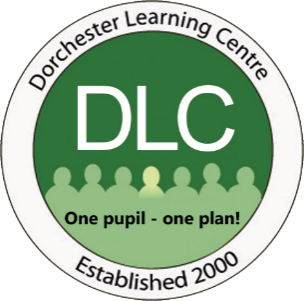 Dorchester Learning Centre
DLC
One pupil - one plan!
Established 2000